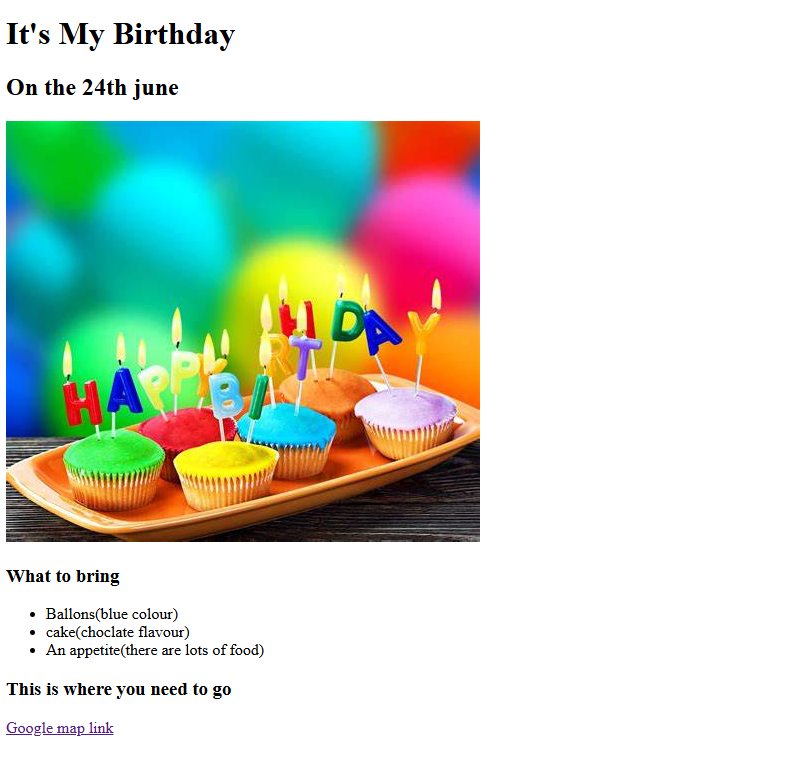 It's My Birthday
On the 24th june
HAPPY
BIRTHDAY
What to bring
Ballons(blue colour)
cake(choclate flavour)
An appetite(there are lots of food)
This is where you need to go
Google map link